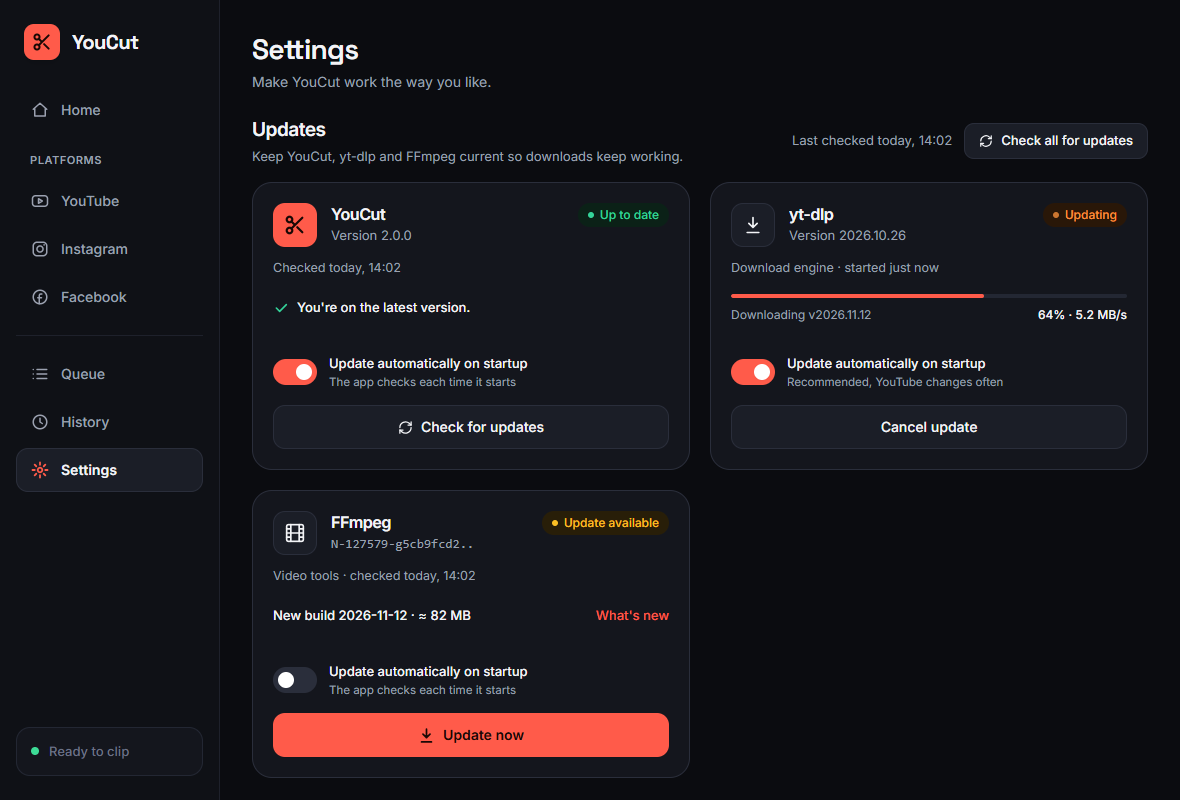 YouCut
Home
PLATFORMS
YouTube
Instagram
Facebook
Queue
History
Settings
Ready to clip
Settings
Make YouCut work the way you like.
Updates
Keep YouCut, yt-dlp and FFmpeg current so downloads keep working.
Last checked today, 14:02
Check all for updates
YouCut
Version 2.0.0
Up to date
Checked today, 14:02
You're on the latest version.
Update automatically on startup
The app checks each time it starts
Check for updates
yt-dlp
Version 2026.10.26
Updating
Download engine · started just now
Downloading v2026.11.12
64% · 5.2 MB/s
Update automatically on startup
Recommended, YouTube changes often
Cancel update
FFmpeg
N-127579-g5cb9fcd2..
Update available
Video tools · checked today, 14:02
New build 2026-11-12 · ≈ 82 MB
What's new
Update automatically on startup
The app checks each time it starts
Update now